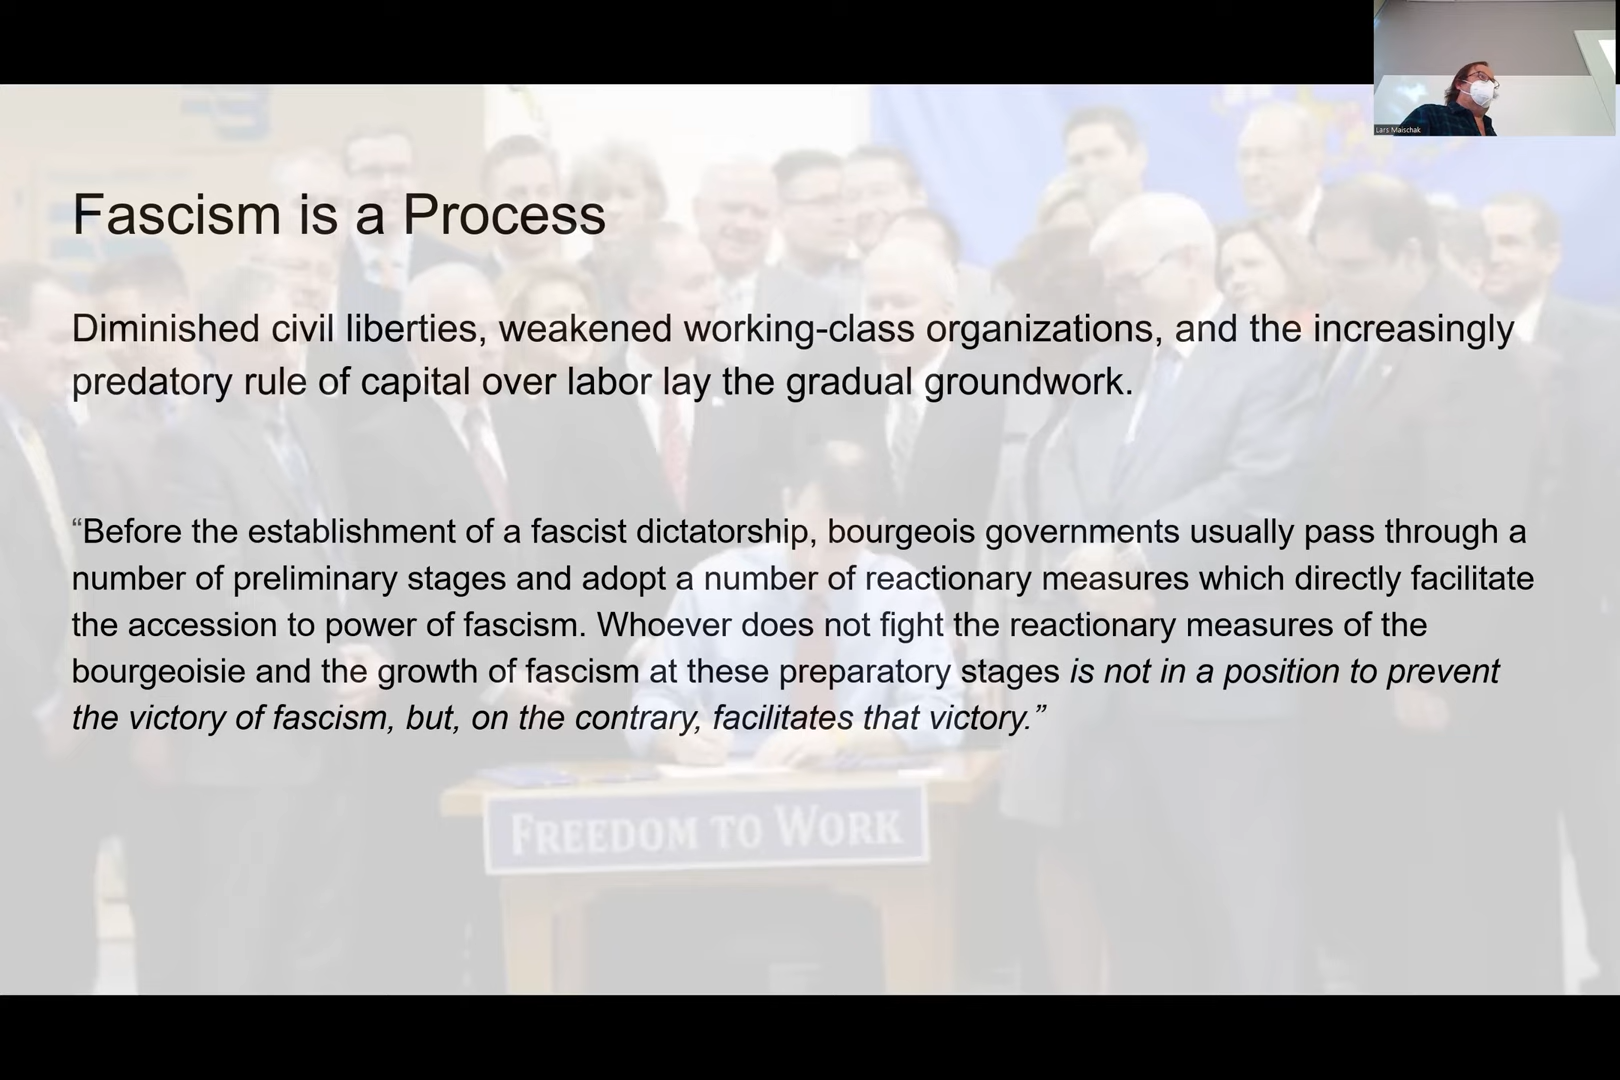 Lars Maischak
Fascism is a Process
Diminished civil liberties, weakened working-class organizations, and the increasingly
predatory rule of capital over labor lay the gradual groundwork.
“Before the establishment of a fascist dictatorship, bourgeois governments usually pass through a
number of preliminary stages and adopt a number of reactionary measures which directly facilitate
the accession to power of fascism. Whoever does not fight the reactionary measures of the
bourgeoisie and the growth of fascism at these preparatory stages is not in a position to prevent
the victory of fascism, but, on the contrary, facilitates that victory.”
FREEDOM TO WORK